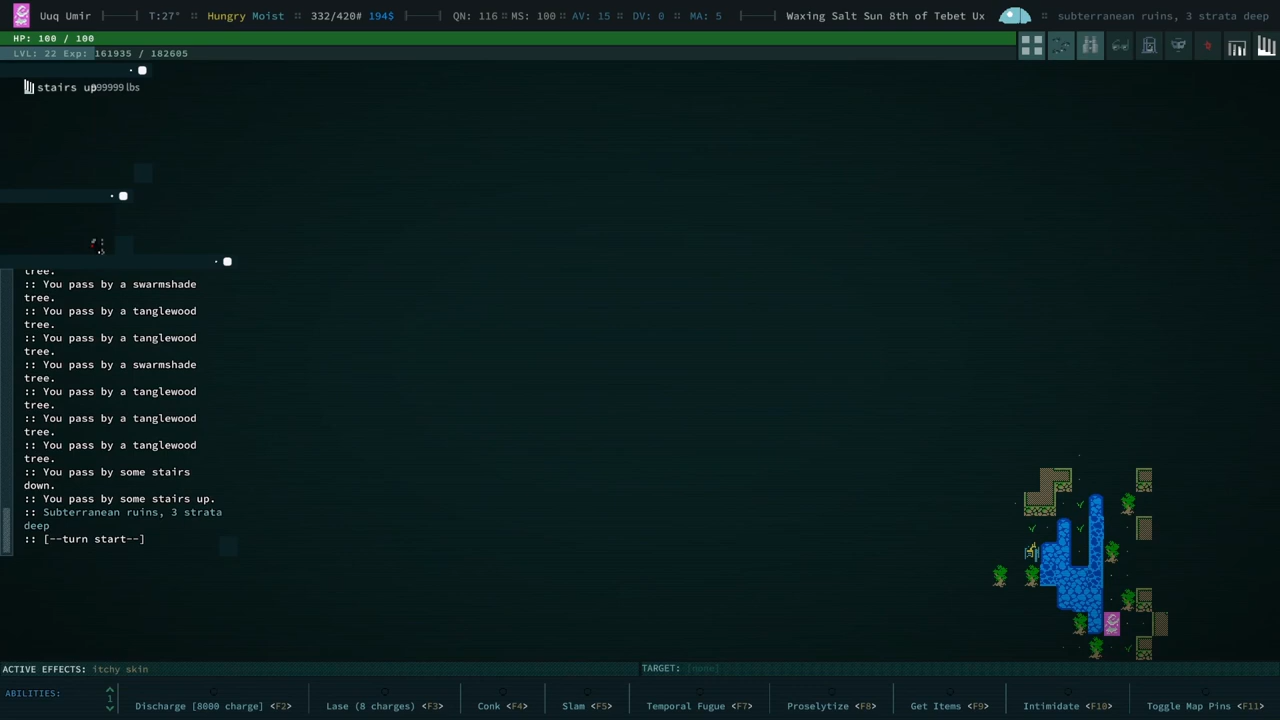 Uuq Umir T:27° Hungry Moist 332/420# 194$ QN: 116 MS: 100 AV: 15 DV: 0 MA: 5 Waxing Salt Sun 8th of Tebet Ux subterranean ruins, 3 strata deep
HP: 100 / 100
LVL: 22 Exp: 161935 / 182605
stairs up 999999 lbs
tree.
:: You pass by a swarmshade
tree.
:: You pass by a tanglewood
tree.
:: You pass by a tanglewood
tree.
:: You pass by a swarmshade
tree.
:: You pass by a tanglewood
tree.
:: You pass by a tanglewood
tree.
:: You pass by a tanglewood
tree.
:: You pass by some stairs
down.
:: You pass by some stairs up.
:: Subterranean ruins, 3 strata
deep
:: [--turn start--]
ACTIVE EFFECTS: itchy skin TARGET: [none]
ABILITIES: 1 Discharge [8000 charge] <F2> Lase (8 charges) <F3> Conk <F4> Slam <F5> Temporal Fugue <F7> Proselytize <F8> Get Items <F9> Intimidate <F10> Toggle Map Pins <F11>